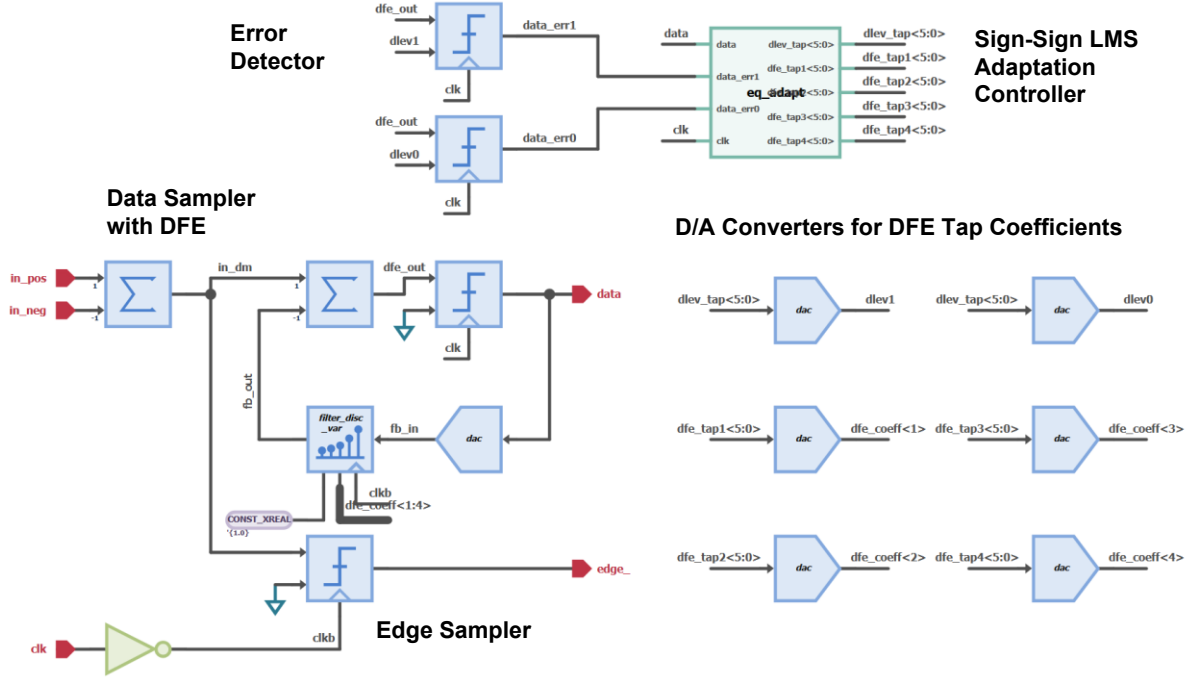 Error
Detector
dfe_out
dlev1
clk
data_err1
dfe_out
dlev0
clk
data_err0
data
clk
data
data_err1
data_err0
clk
eq_adapt
dlev_tap<5:0>
dfe_tap1<5:0>
dfe_tap2<5:0>
dfe_tap3<5:0>
dfe_tap4<5:0>
dlev_tap<5:0>
dfe_tap1<5:0>
dfe_tap2<5:0>
dfe_tap3<5:0>
dfe_tap4<5:0>
Sign-Sign LMS
Adaptation
Controller
Data Sampler
with DFE
in_pos
in_neg
1
-1
in_dm
1
-1
dfe_out
clk
data
fb_out
filter_disc
_var
fb_in
dac
clkb
dfe_coeff<1:4>
CONST_XREAL
'{1.0}
edge_
clk
clkb
Edge Sampler
D/A Converters for DFE Tap Coefficients
dlev_tap<5:0>
dac
dlev1
dlev_tap<5:0>
dac
dlev0
dfe_tap1<5:0>
dac
dfe_coeff<1>
dfe_tap3<5:0>
dac
dfe_coeff<3>
dfe_tap2<5:0>
dac
dfe_coeff<2>
dfe_tap4<5:0>
dac
dfe_coeff<4>